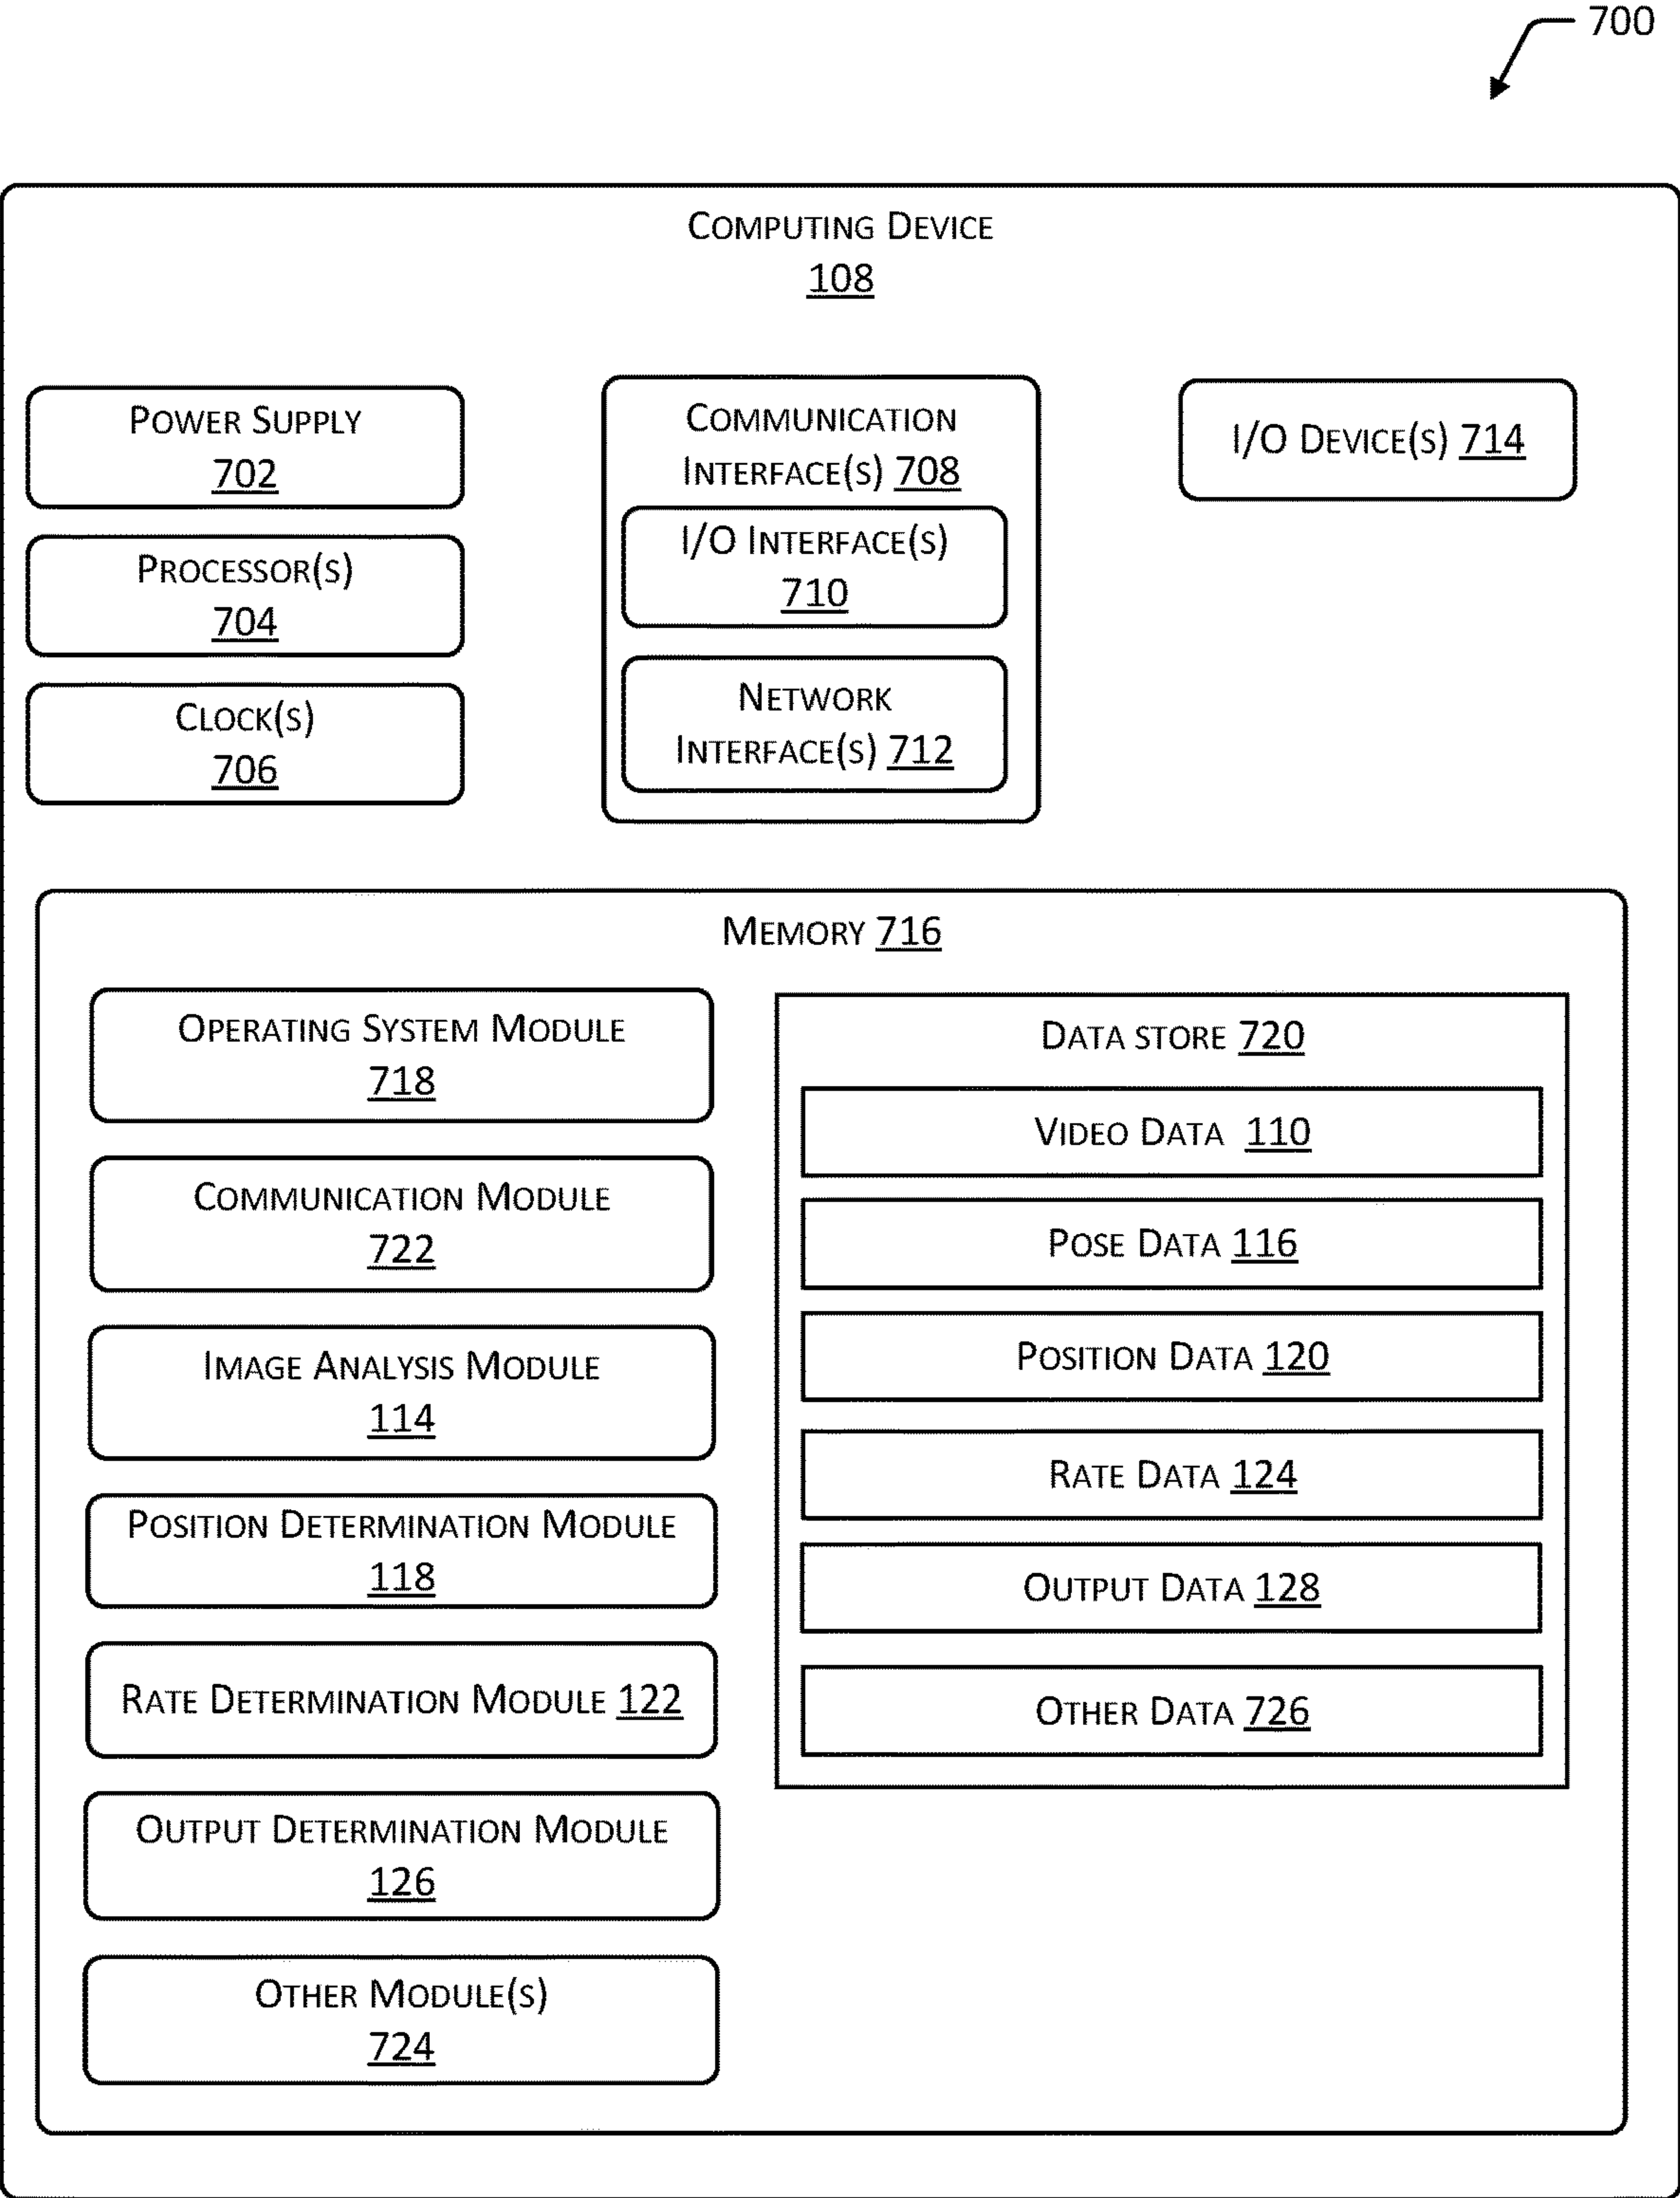 700
COMPUTING DEVICE
108
POWER SUPPLY
702
PROCESSOR(S)
704
CLOCK(S)
706
COMMUNICATION
INTERFACE(S) 708
I/O INTERFACE(S)
710
NETWORK
INTERFACE(S) 712
I/O DEVICE(S) 714
MEMORY 716
OPERATING SYSTEM MODULE
718
COMMUNICATION MODULE
722
IMAGE ANALYSIS MODULE
114
POSITION DETERMINATION MODULE
118
RATE DETERMINATION MODULE 122
OUTPUT DETERMINATION MODULE
126
OTHER MODULE(S)
724
DATA STORE 720
VIDEO DATA 110
POSE DATA 116
POSITION DATA 120
RATE DATA 124
OUTPUT DATA 128
OTHER DATA 726